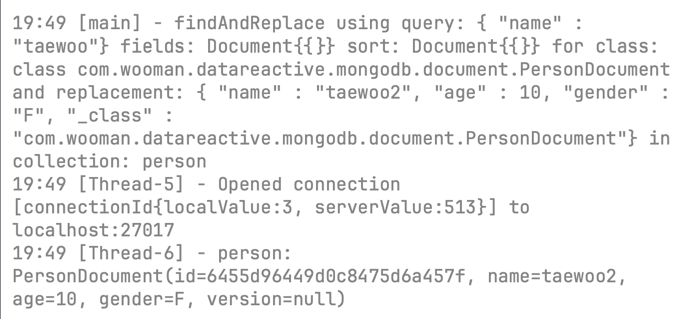 19:49 [main] - findAndReplace using query: { "name" :
"taewoo"} fields: Document{{}} sort: Document{{}} for class:
class com.wooman.datareactive.mongodb.document.PersonDocument
and replacement: { "name" : "taewoo2", "age" : 10, "gender" :
"F", "_class" :
"com.wooman.datareactive.mongodb.document.PersonDocument"} in
collection: person
19:49 [Thread-5] - Opened connection
[connectionId{localValue:3, serverValue:513}] to
localhost:27017
19:49 [Thread-6] - person:
PersonDocument(id=6455d96449d0c8475d6a457f, name=taewoo2,
age=10, gender=F, version=null)